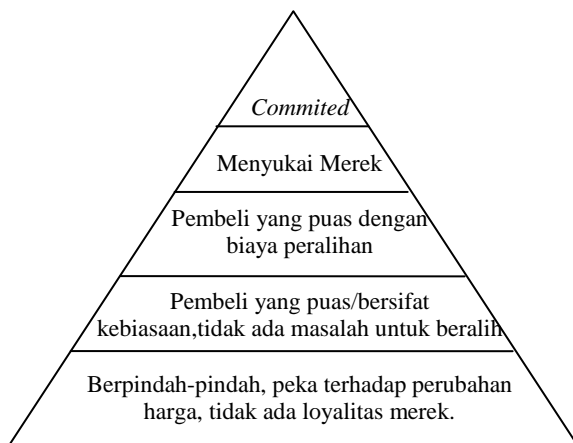 Commited
Menyukai Merek
Pembeli yang puas dengan
biaya peralihan
Pembeli yang puas/bersifat
kebiasaan,tidak ada masalah untuk beralih
Berpindah-pindah, peka terhadap perubahan
harga, tidak ada loyalitas merek.